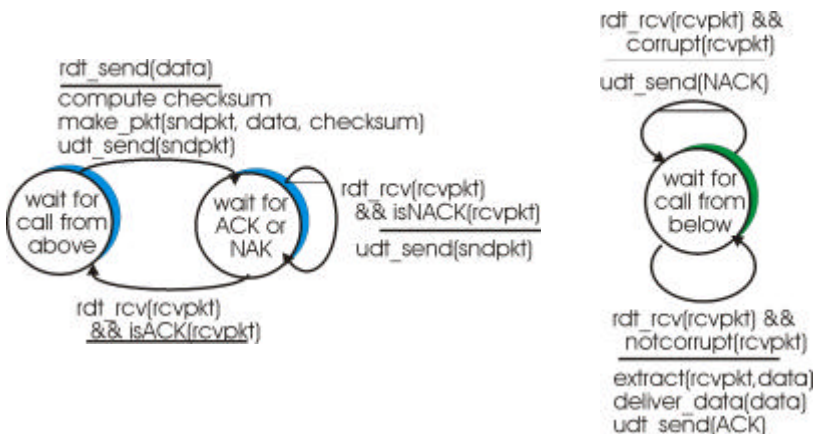 rdt_send(data)
compute checksum
make_pkt(sndpkt, data, checksum)
udt_send(sndpkt)
wait for
call from
above
wait for
ACK or
NAK
rdt_rcv(rcvpkt)
&& isNACK(rcvpkt)
udt_send(sndpkt)
rdt_rcv(rcvpkt)
&& isACK(rcvpkt)
rdt_rcv(rcvpkt) &&
corrupt(rcvpkt)
udt_send(NACK)
wait for
call from
below
rdt_rcv(rcvpkt) &&
notcorrupt(rcvpkt)
extract(rcvpkt,data)
deliver_data(data)
udt_send(ACK)